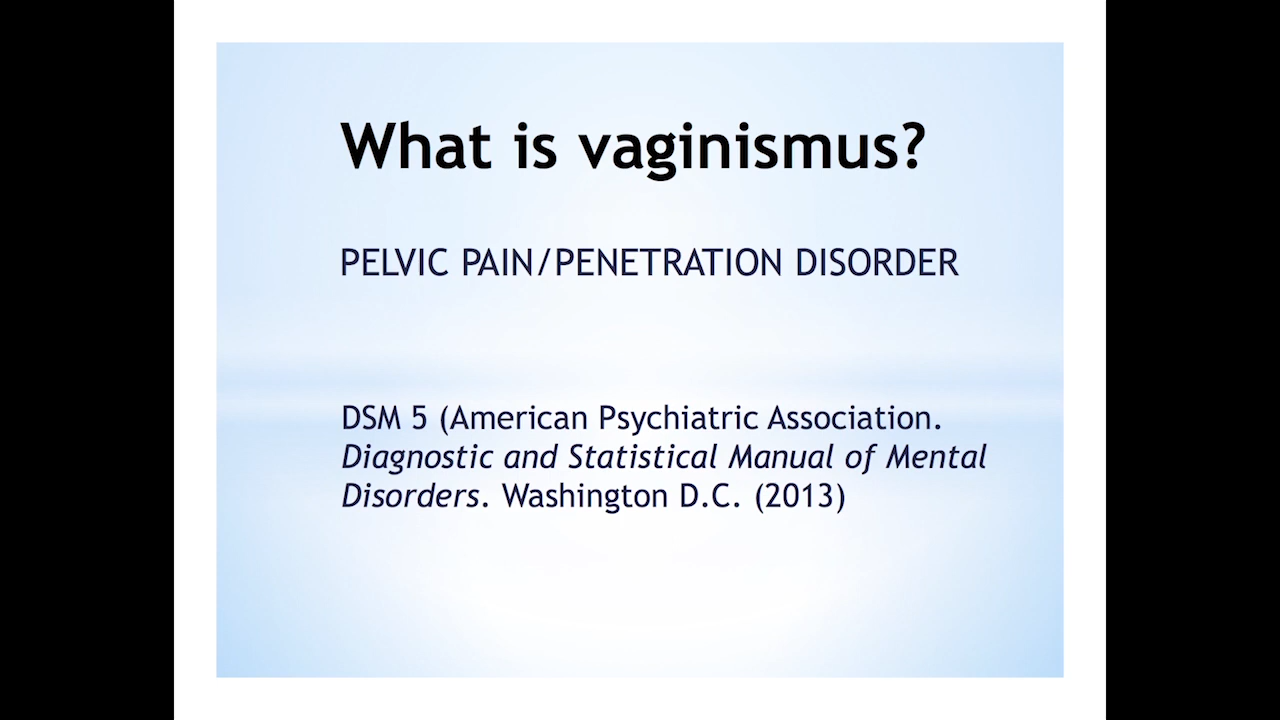 What is vaginismus?
PELVIC PAIN/PENETRATION DISORDER
DSM 5 (American Psychiatric Association.
Diagnostic and Statistical Manual of Mental
Disorders. Washington D.C. (2013)